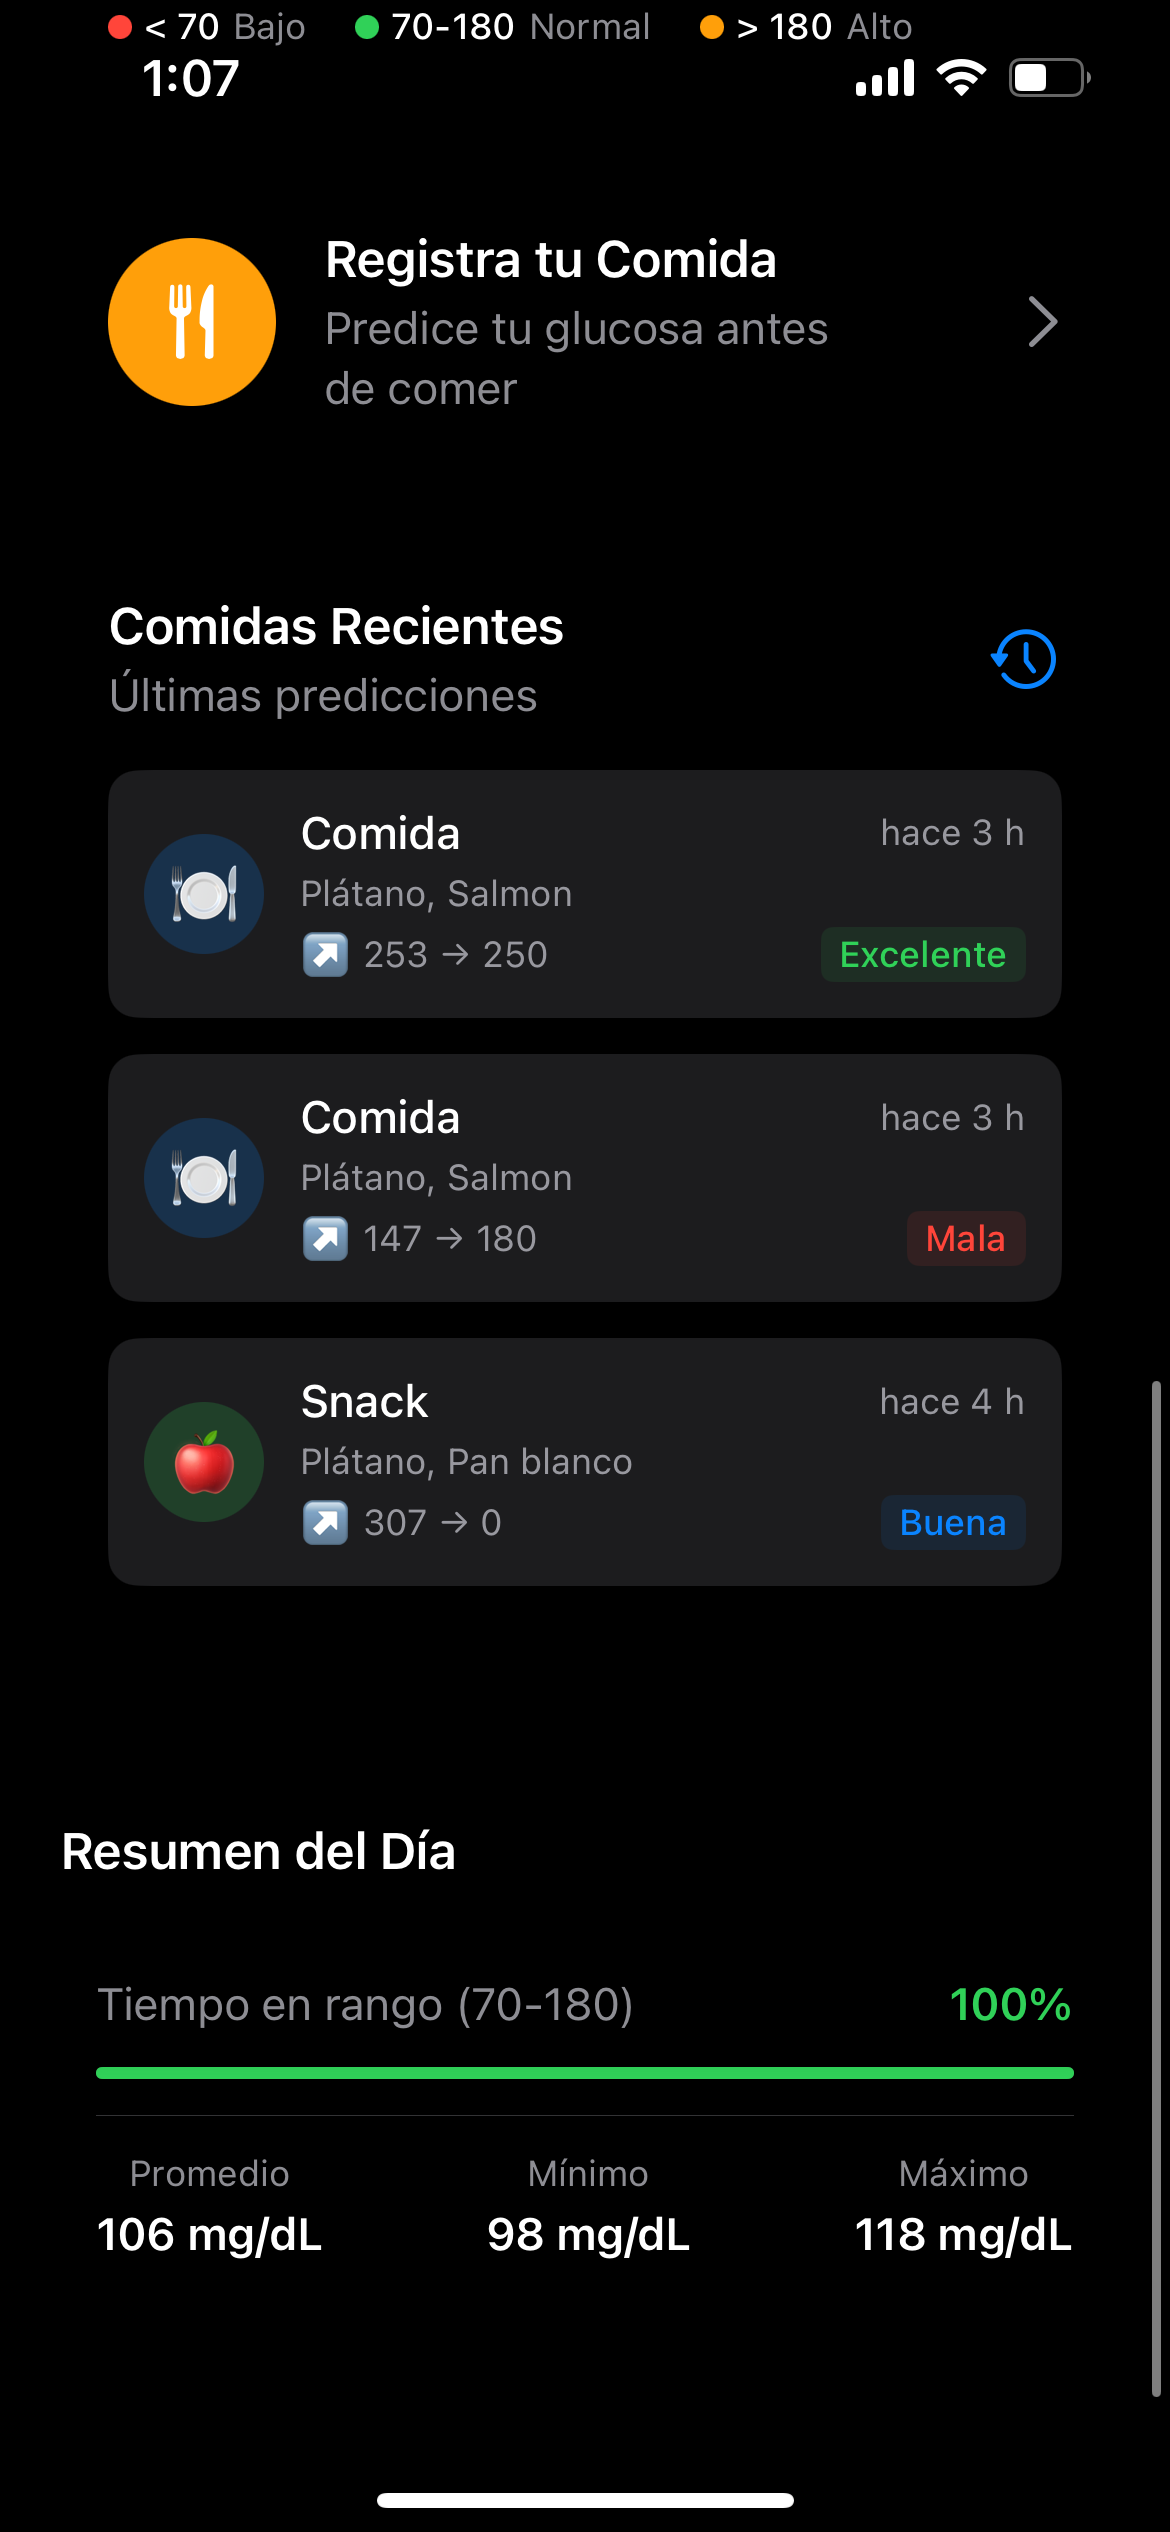 < 70 Bajo 70-180 Normal > 180 Alto
1:07
Registra tu Comida
Predice tu glucosa antes
de comer
Comidas Recientes
Últimas predicciones
Comida hace 3 h
Plátano, Salmon
253 → 250 Excelente
Comida hace 3 h
Plátano, Salmon
147 → 180 Mala
Snack hace 4 h
Plátano, Pan blanco
307 → 0 Buena
Resumen del Día
Tiempo en rango (70-180) 100%
Promedio Mínimo Máximo
106 mg/dL 98 mg/dL 118 mg/dL